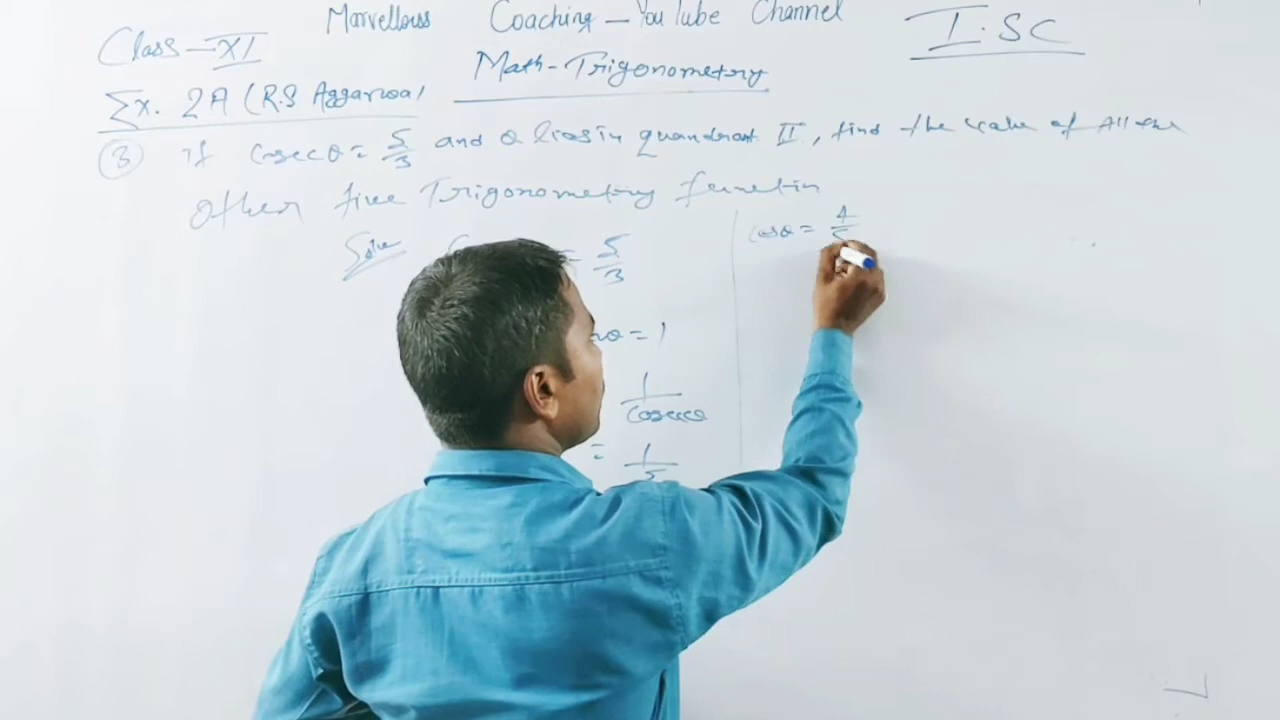 Marvellouss Coaching – YouTube Channel
Class – XI
I.SC
Math - Trigonometry
Ex. 2A (R.S Aggarwal
(3) If Cosec θ = 5/3 and θ lies in quandrant II, find the value of All the
Other five Trigonometry function
Solve = 5/3
θ = 1
1/Cosecθ
= 1/5
Cosθ = 4/5